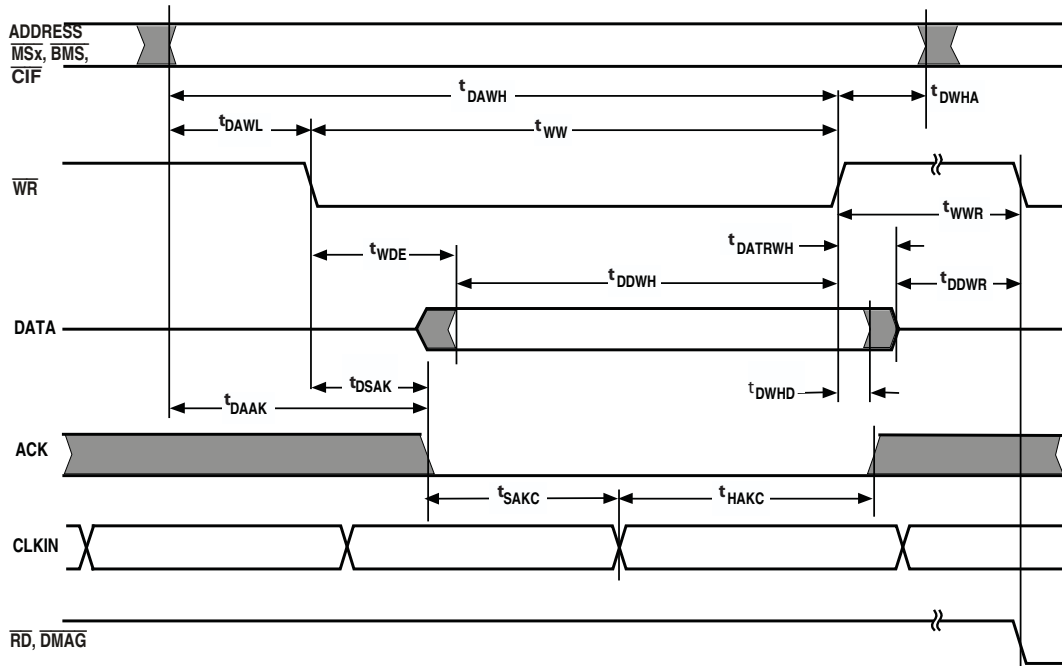 ADDRESS
MSx, BMS,
CIF
tDAWH
tDWHA
tDAWL
tWW
WR
tWWR
tWDE
tDATRWH
tDDWH
tDDWR
DATA
tDSAK
tDWHD
tDAAK
ACK
tSAKC
tHAKC
CLKIN
RD, DMAG